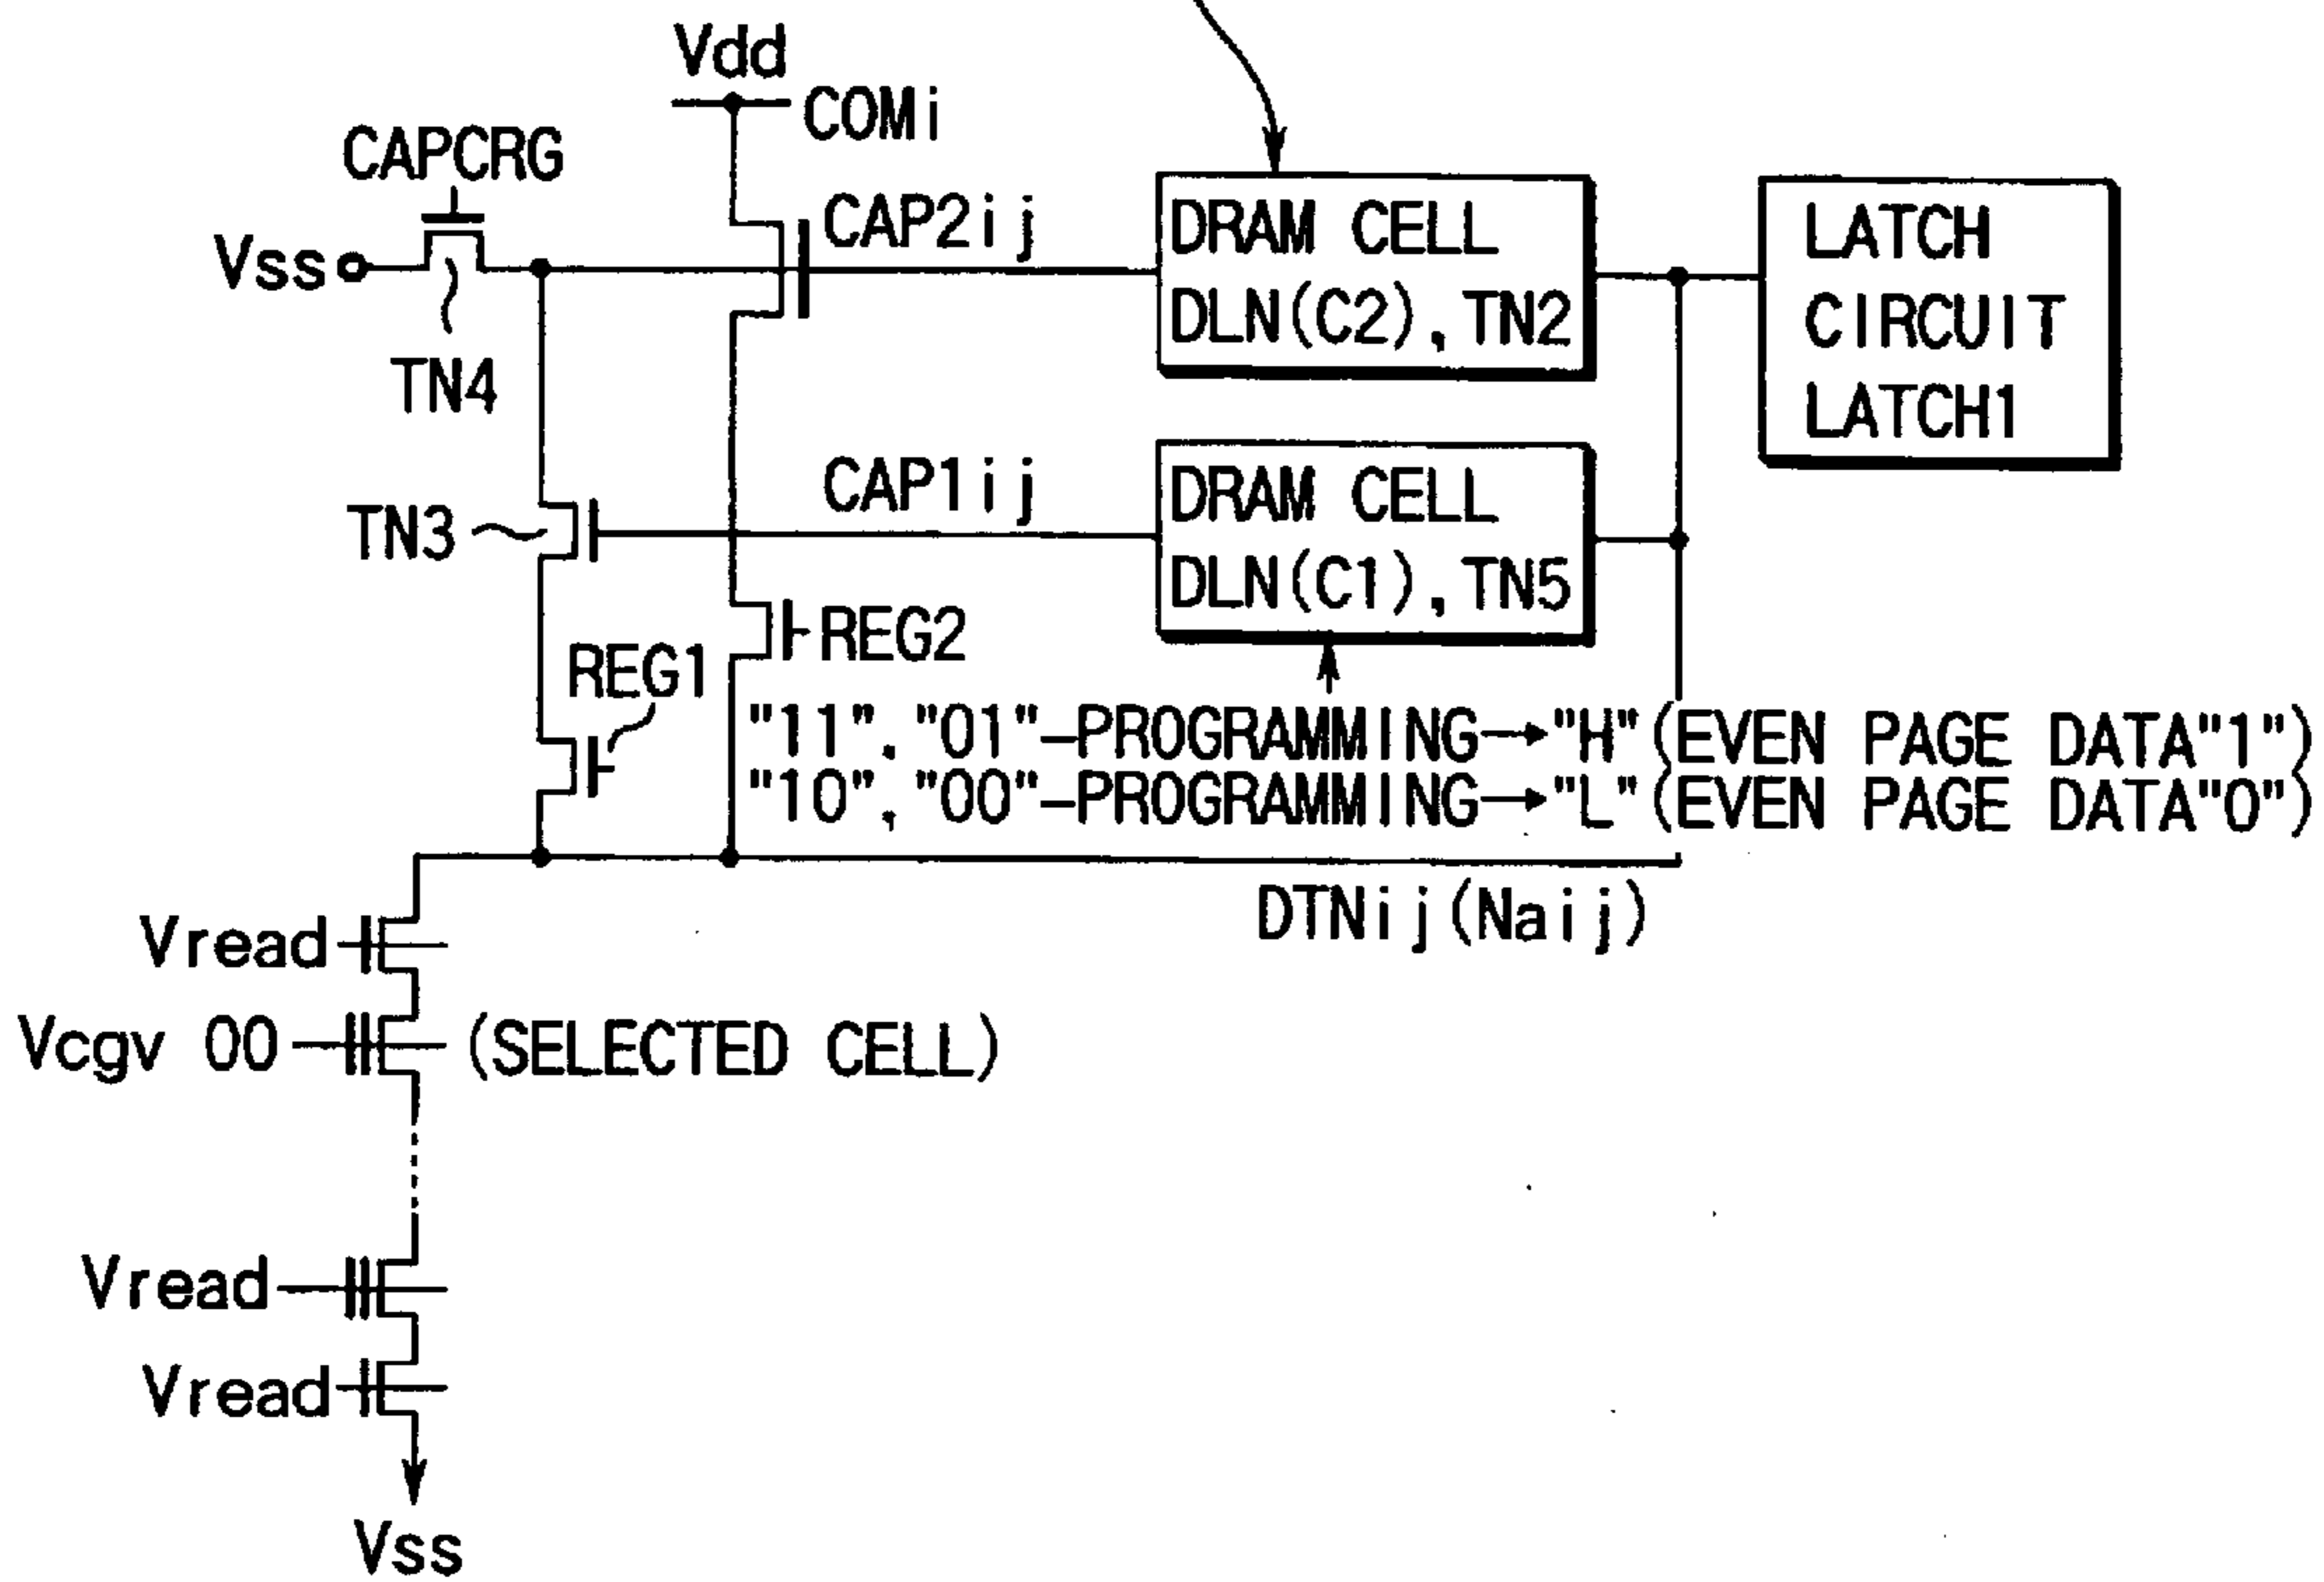 Vdd
COMi
CAPCRG
CAP2ij
Vss
TN4
DRAM CELL
DLN(C2), TN2
LATCH
CIRCUIT
LATCH1
CAP1ij
TN3
DRAM CELL
DLN(C1), TN5
REG2
REG1
"11", "01"-PROGRAMMING→"H"(EVEN PAGE DATA"1")
"10", "00"-PROGRAMMING→"L"(EVEN PAGE DATA"0")
DTNij(Naij)
Vread
Vcgv 00
(SELECTED CELL)
Vread
Vread
Vss